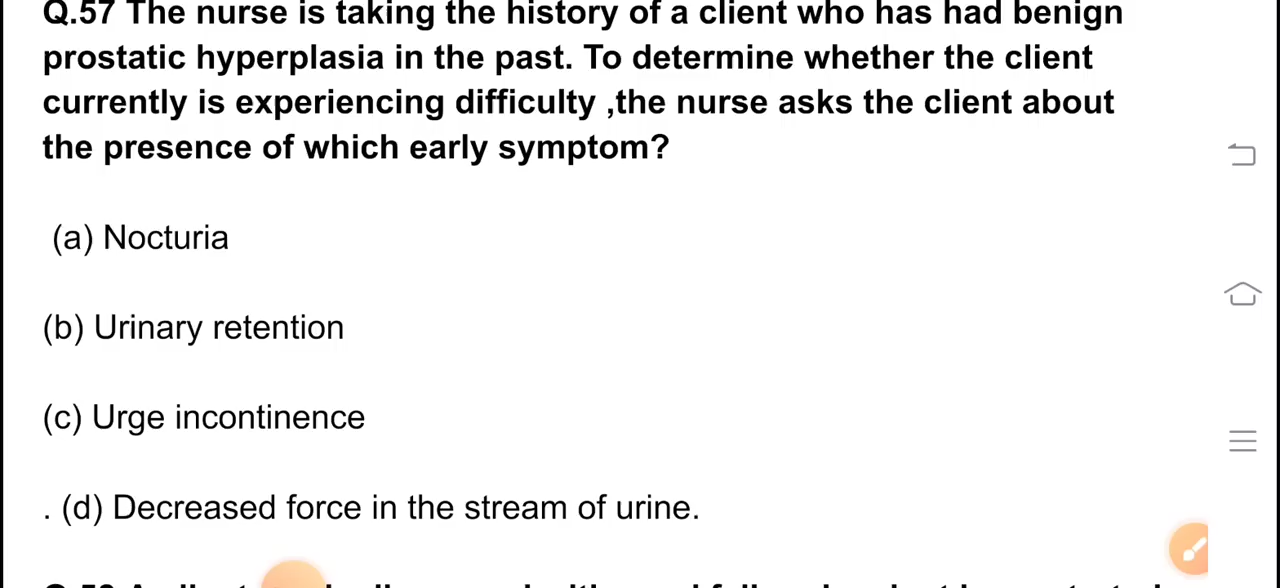 Q.57 The nurse is taking the history of a client who has had benign
prostatic hyperplasia in the past. To determine whether the client
currently is experiencing difficulty ,the nurse asks the client about
the presence of which early symptom?
(a) Nocturia
(b) Urinary retention
(c) Urge incontinence
. (d) Decreased force in the stream of urine.